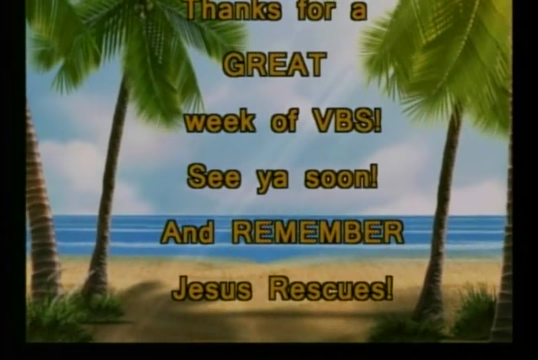 Thanks for a
GREAT
week of VBS!
See ya soon!
And REMEMBER
Jesus Rescues!